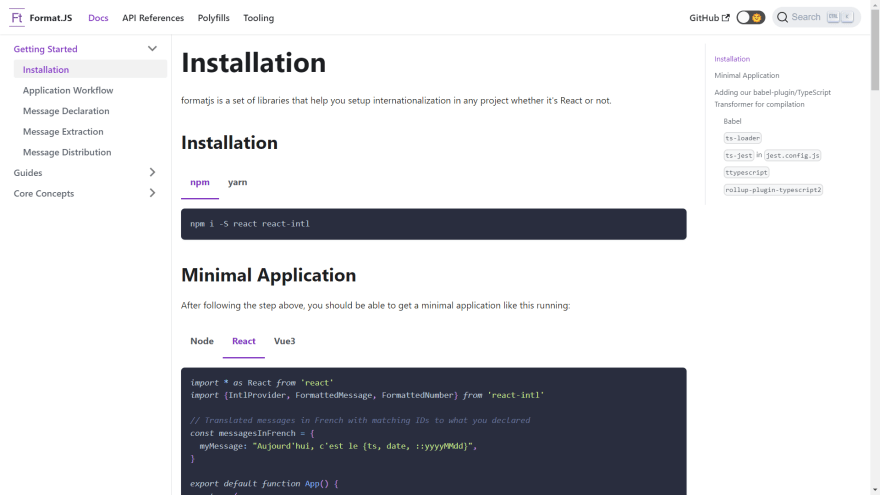 Ft Format.JS Docs API References Polyfills Tooling GitHub Search
Getting Started
Installation
Application Workflow
Message Declaration
Message Extraction
Message Distribution
Guides
Core Concepts
Installation
formatjs is a set of libraries that help you setup internationalization in any project whether it's React or not.
Installation
npm yarn
npm i -S react react-intl
Minimal Application
After following the step above, you should be able to get a minimal application like this running:
Node React Vue3
import * as React from 'react'
import {IntlProvider, FormattedMessage, FormattedNumber} from 'react-intl'
// Translated messages in French with matching IDs to what you declared
const messagesInFrench = {
myMessage: "Aujourd'hui, c'est le {ts, date, ::yyyyMMdd}",
}
export default function App() {
Installation
Minimal Application
Adding our babel-plugin/TypeScript
Transformer for compilation
Babel
ts-loader
ts-jest in jest.config.js
ttypescript
rollup-plugin-typescript2